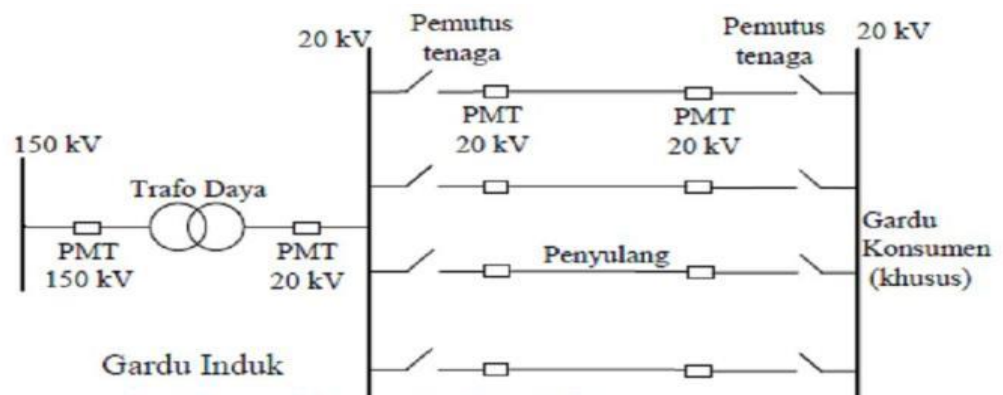 20 kV
Pemutus
tenaga
Pemutus
tenaga
20 kV
PMT
20 kV
PMT
20 kV
150 kV
Trafo Daya
PMT
150 kV
PMT
20 kV
Penyulang
Gardu
Konsumen
(khusus)
Gardu Induk